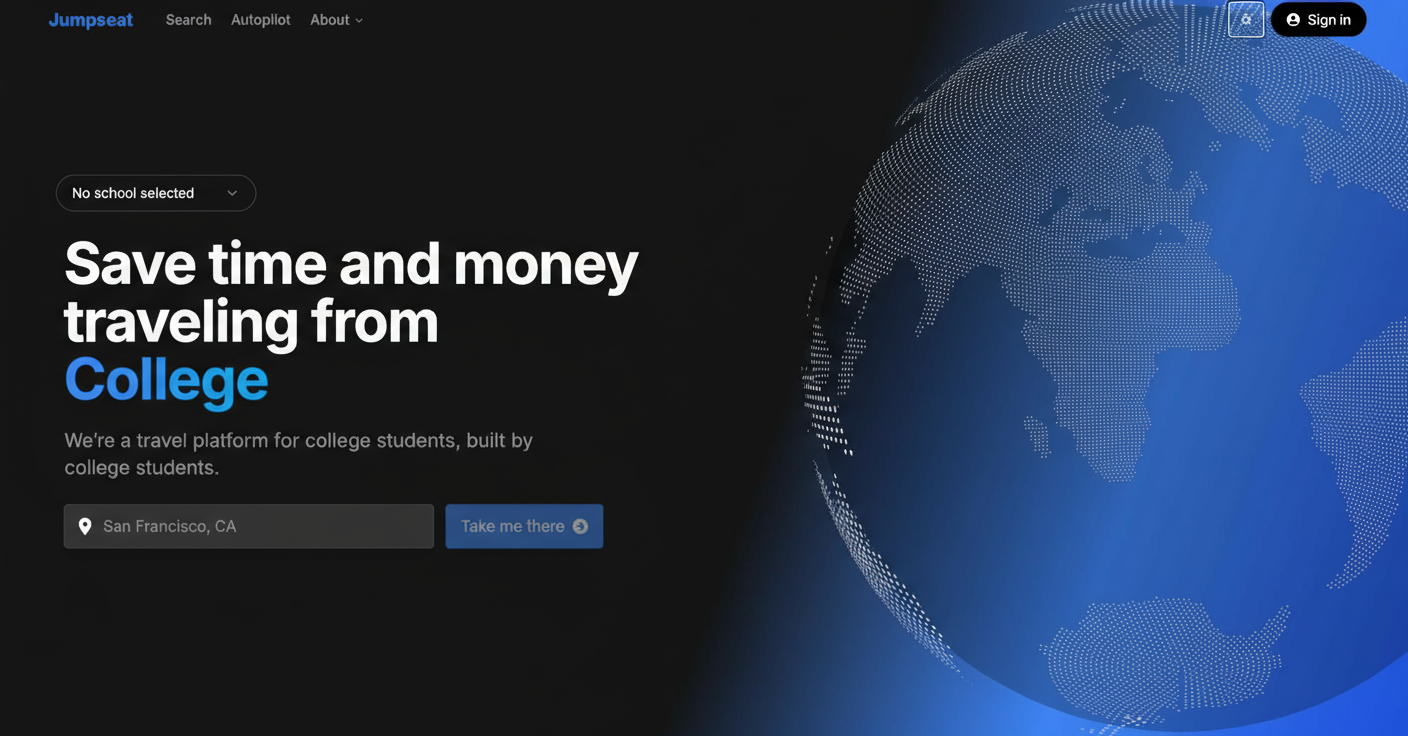 Jumpseat
Search
Autopilot
About
Sign in
No school selected
Save time and money
traveling from
College
We're a travel platform for college students, built by
college students.
San Francisco, CA
Take me there